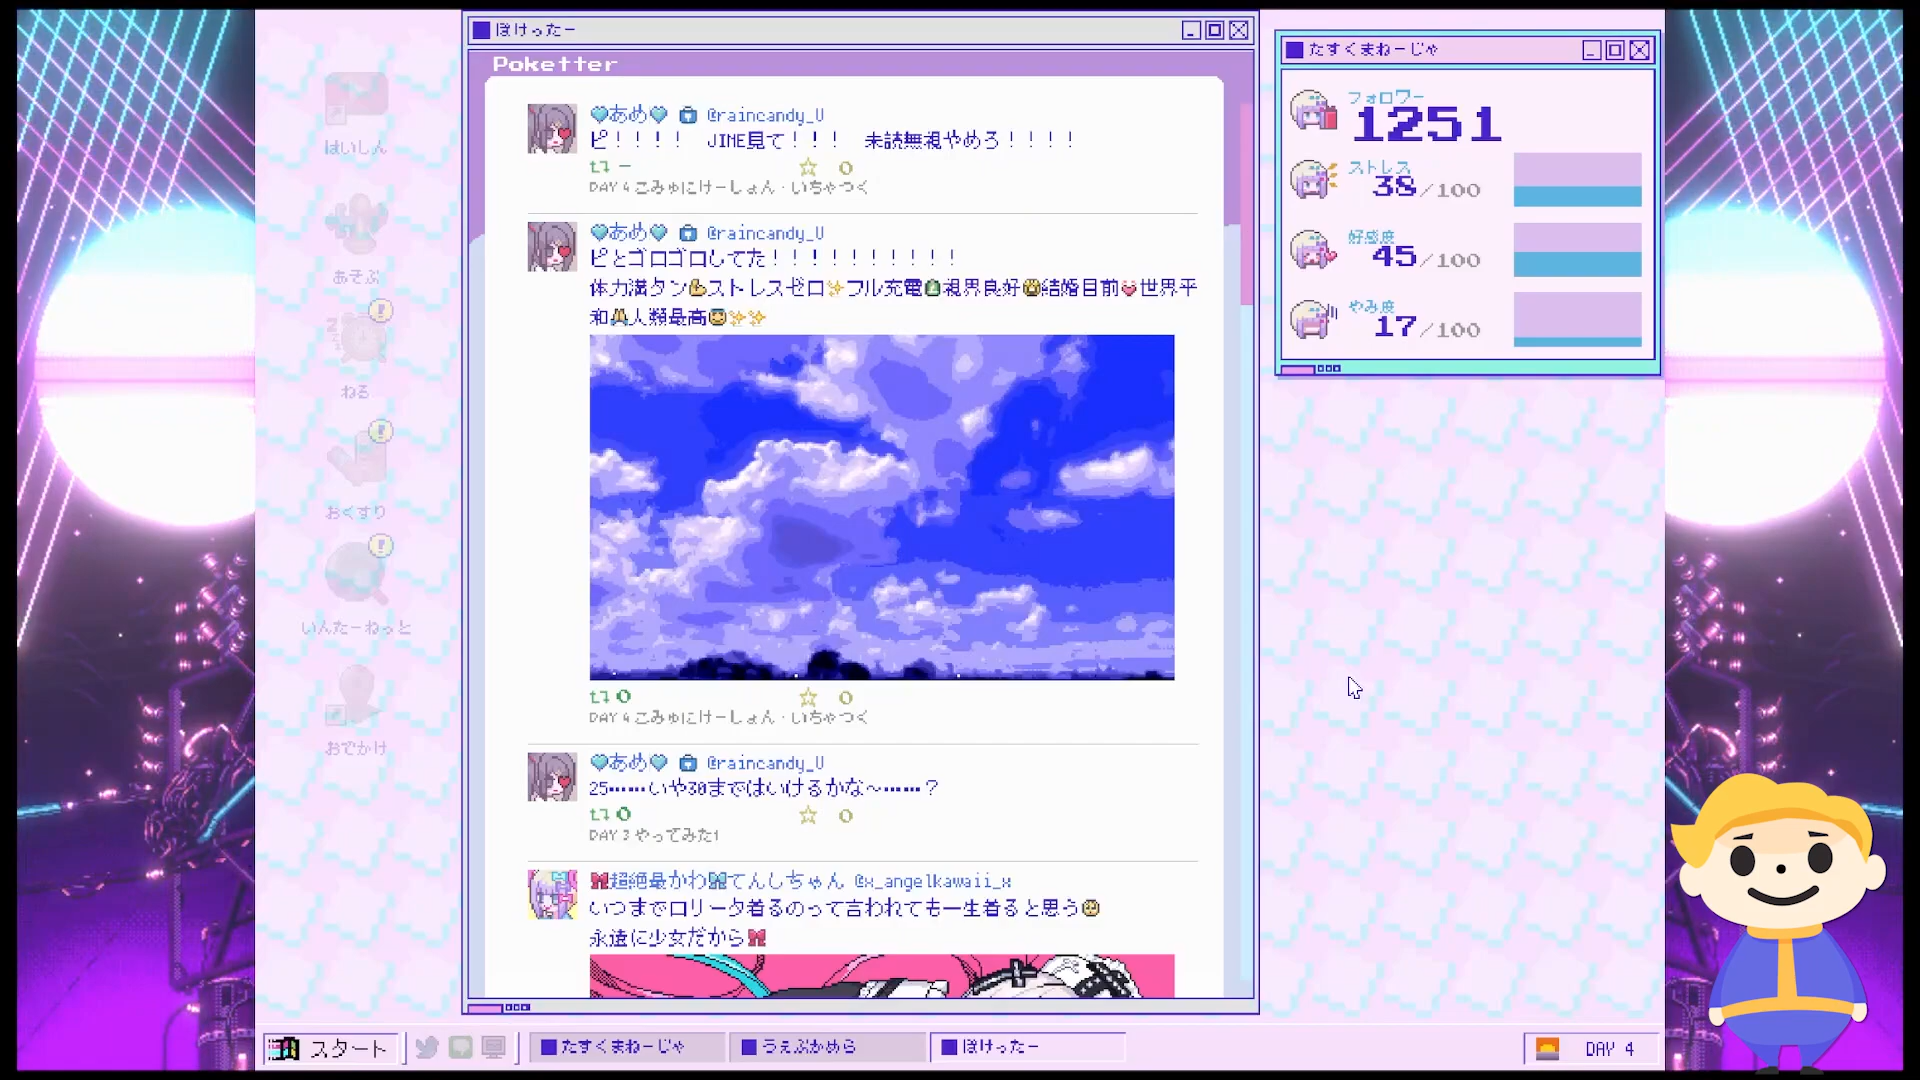 ぽけったー
Poketter
あめ @raincandy_U
ピ！！！！ JINE見て！！！ 未読無視やめろ！！！！
ー 0
DAY 4 こみゅにけーしょん・いちゃつく
あめ @raincandy_U
ピとゴロゴロしてた！！！！！！！！！！
体力満タン💪ストレスゼロ✨フル充電🔋視界良好🐵結婚目前💗世界平
和🙏人類最高😇✨✨
0 0
DAY 4 こみゅにけーしょん・いちゃつく
あめ @raincandy_U
25……いや30まではいけるかな～……？
0 0
DAY 3 やってみた1
超絶最かわ🎀てんしちゃん @x_angelkawaii_x
いつまでロリータ着るのって言われても一生着ると思う🥺
永遠に少女だから🎀
はいしん
あそぶ
ねる
おくすり
いんたーねっと
おでかけ
たすくまねーじゃ
フォロワー
1251
ストレス
38/100
好感度
45/100
やみ度
17/100
スタート
たすくまねーじゃ
うぇぶかめら
ぽけったー
DAY 4